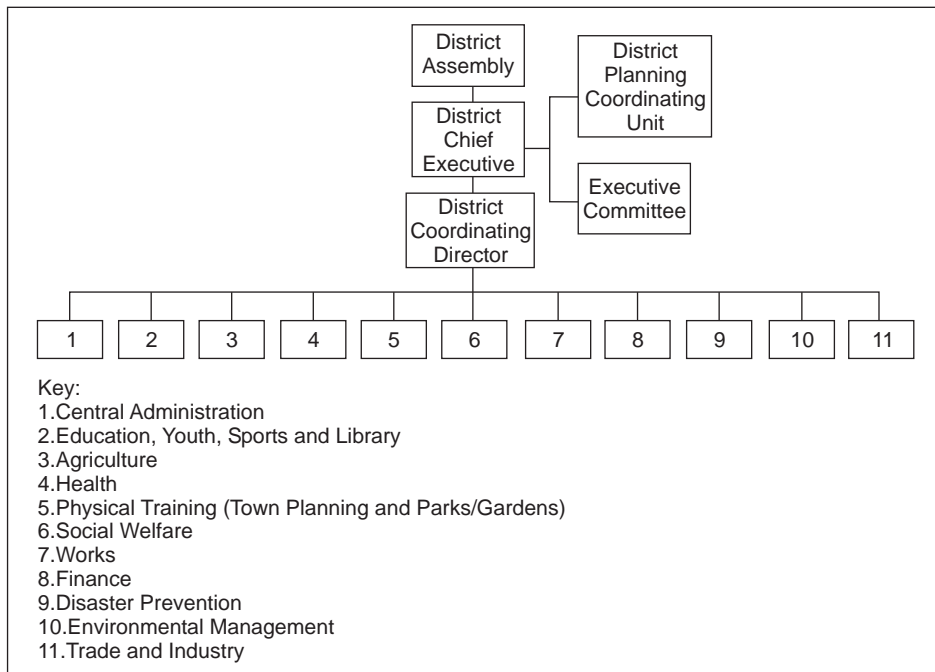 District
Assembly
District
Planning
Coordinating
Unit
District
Chief
Executive
Executive
Committee
District
Coordinating
Director
1 2 3 4 5 6 7 8 9 10 11
Key:
1.Central Administration
2.Education, Youth, Sports and Library
3.Agriculture
4.Health
5.Physical Training (Town Planning and Parks/Gardens)
6.Social Welfare
7.Works
8.Finance
9.Disaster Prevention
10.Environmental Management
11.Trade and Industry